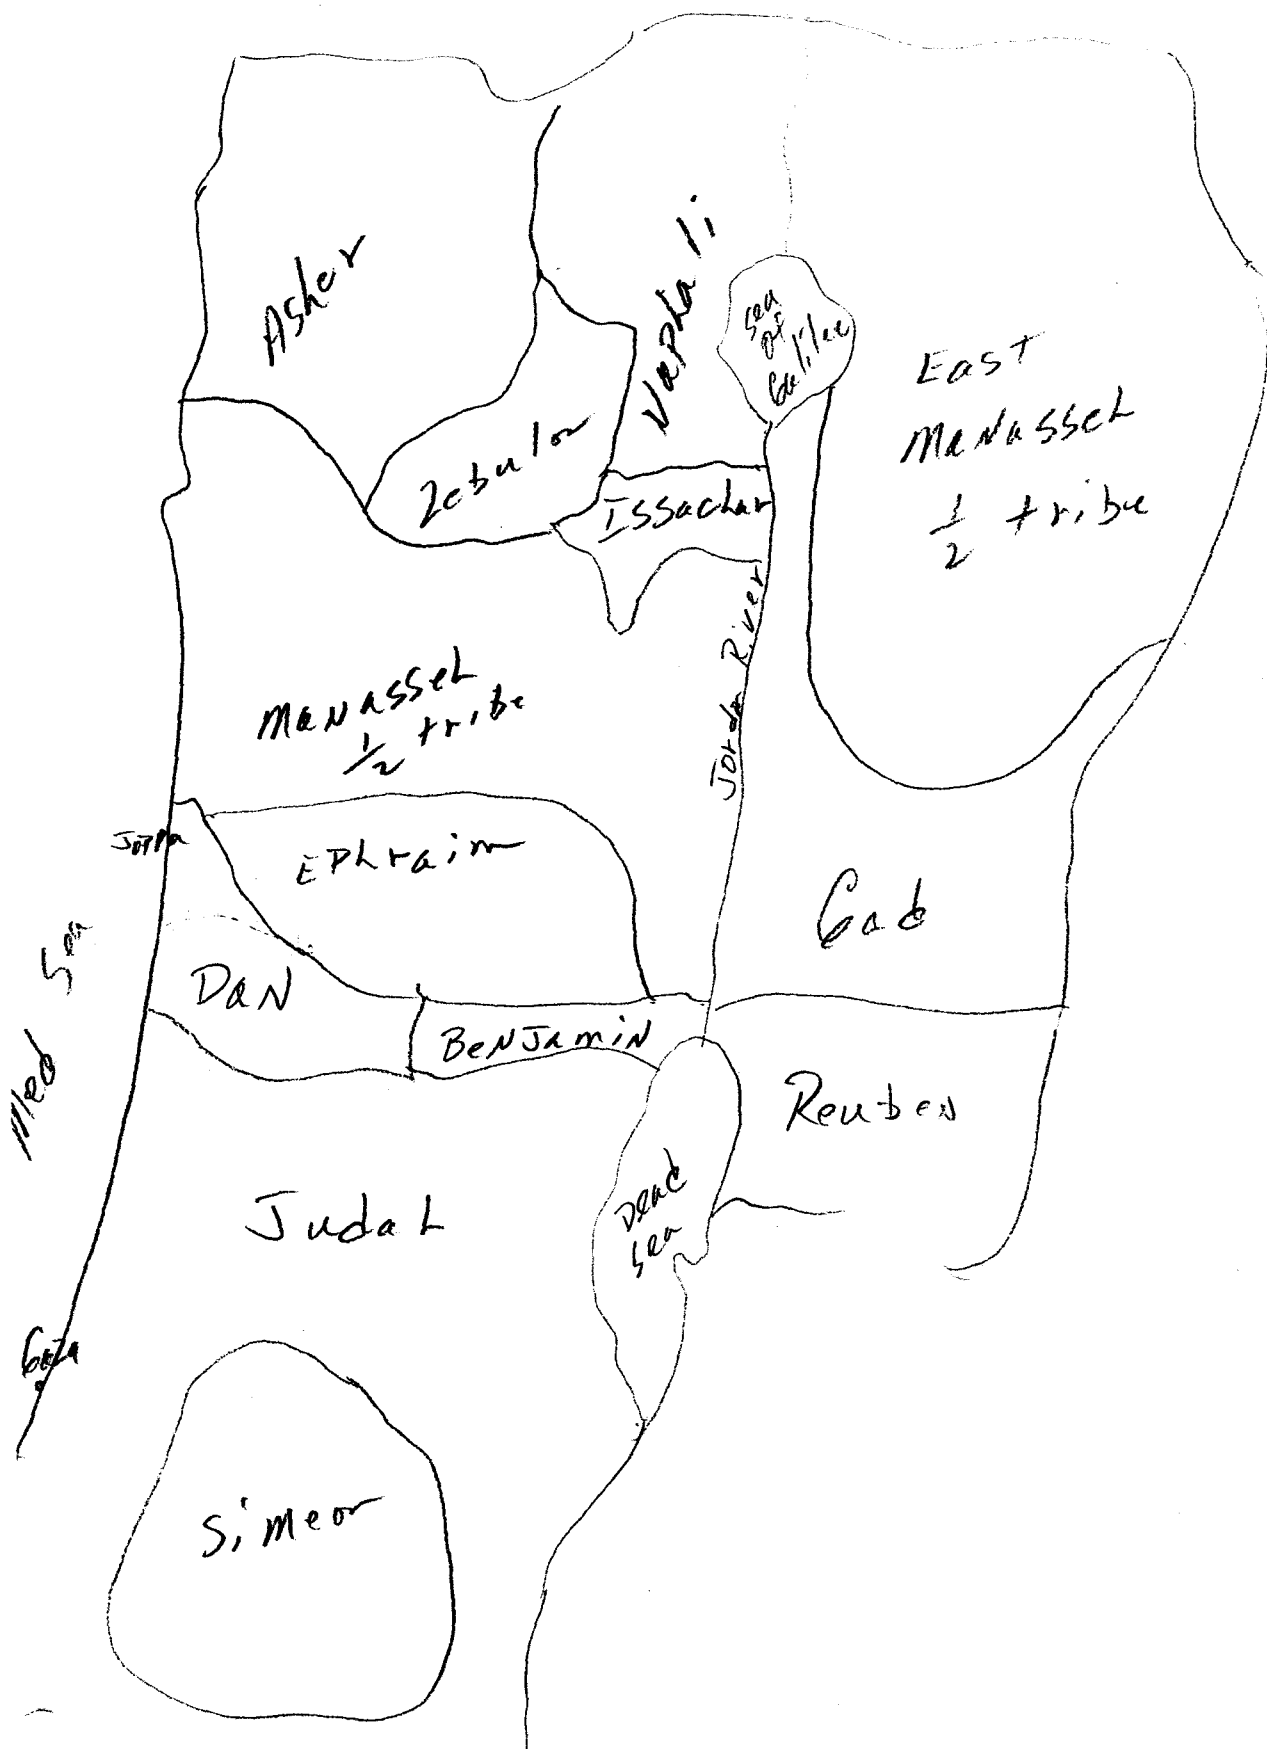 Asher
Naphali
Sea
of
Galilee
East
Manasseh
1/2 tribe
Zebulon
Issachar
Jordan River
Manasseh
1/2 tribe
Joppa
Ephraim
Gad
Med Sea
Dan
Benjamin
Reuben
Judah
Dead
Sea
Gaza
Simeon